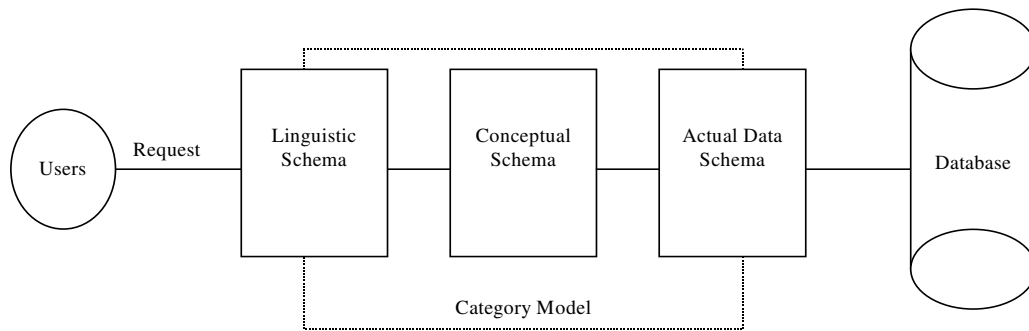 Users
Request
Linguistic
Schema
Conceptual
Schema
Actual Data
Schema
Database
Category Model